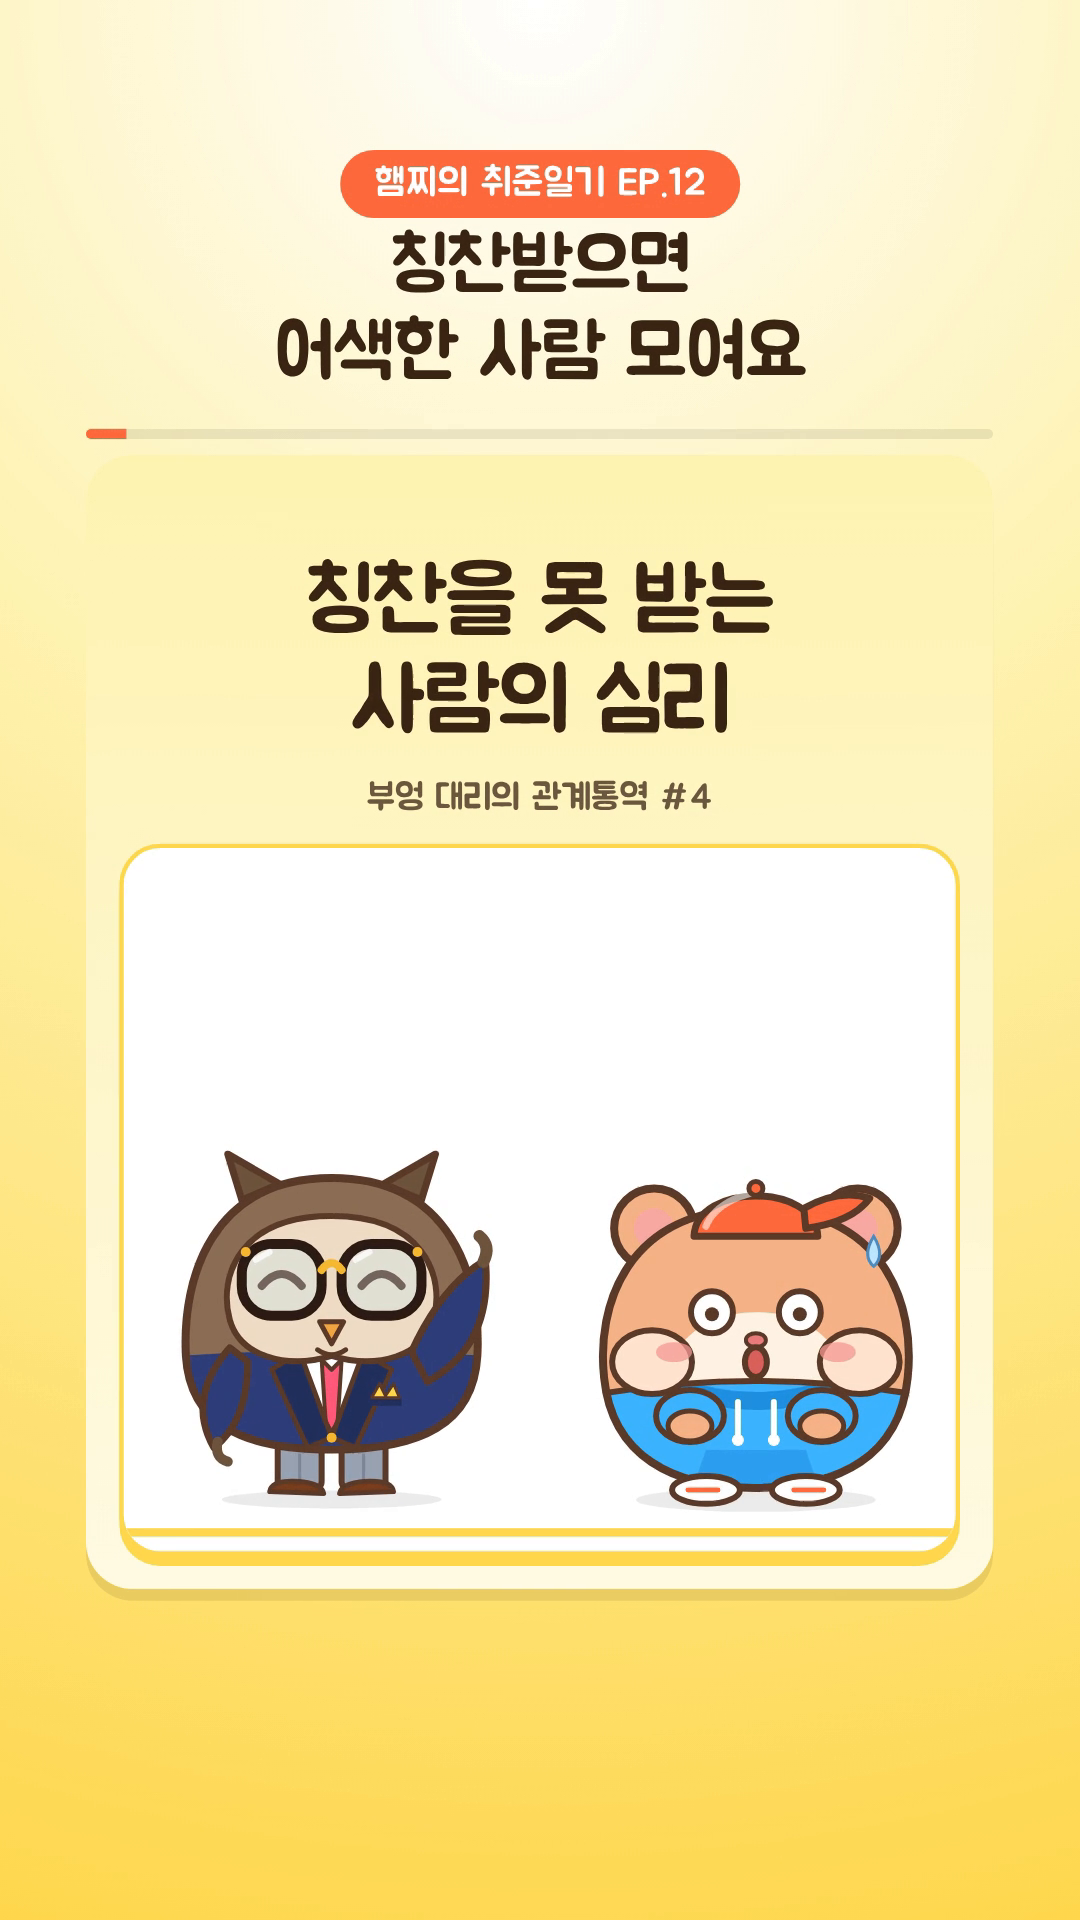 햄찌의 취준일기 EP.12
칭찬받으면
어색한 사람 모여요
칭찬을 못 받는
사람의 심리
부엉 대리의 관계통역 #4